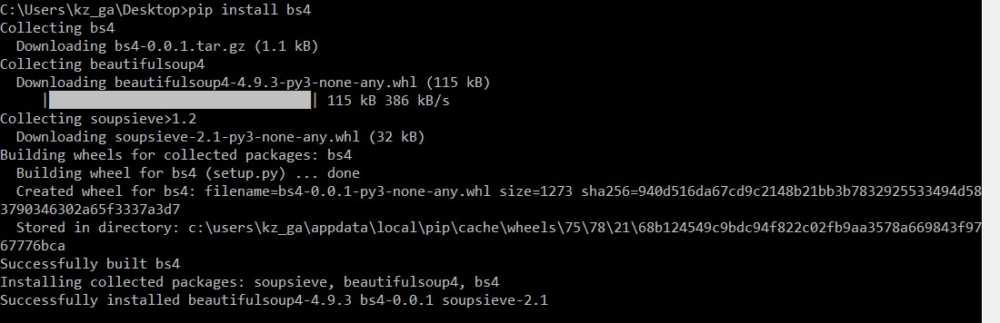 C:\Users\kz_ga\Desktop>pip install bs4
Collecting bs4
  Downloading bs4-0.0.1.tar.gz (1.1 kB)
Collecting beautifulsoup4
  Downloading beautifulsoup4-4.9.3-py3-none-any.whl (115 kB)
     |████████████████████████████████| 115 kB 386 kB/s
Collecting soupsieve>1.2
  Downloading soupsieve-2.1-py3-none-any.whl (32 kB)
Building wheels for collected packages: bs4
  Building wheel for bs4 (setup.py) ... done
  Created wheel for bs4: filename=bs4-0.0.1-py3-none-any.whl size=1273 sha256=940d516da67cd9c2148b21bb3b7832925533494d58
3790346302a65f3337a3d7
  Stored in directory: c:\users\kz_ga\appdata\local\pip\cache\wheels\75\78\21\68b124549c9bdc94f822c02fb9aa3578a669843f97
67776bca
Successfully built bs4
Installing collected packages: soupsieve, beautifulsoup4, bs4
Successfully installed beautifulsoup4-4.9.3 bs4-0.0.1 soupsieve-2.1